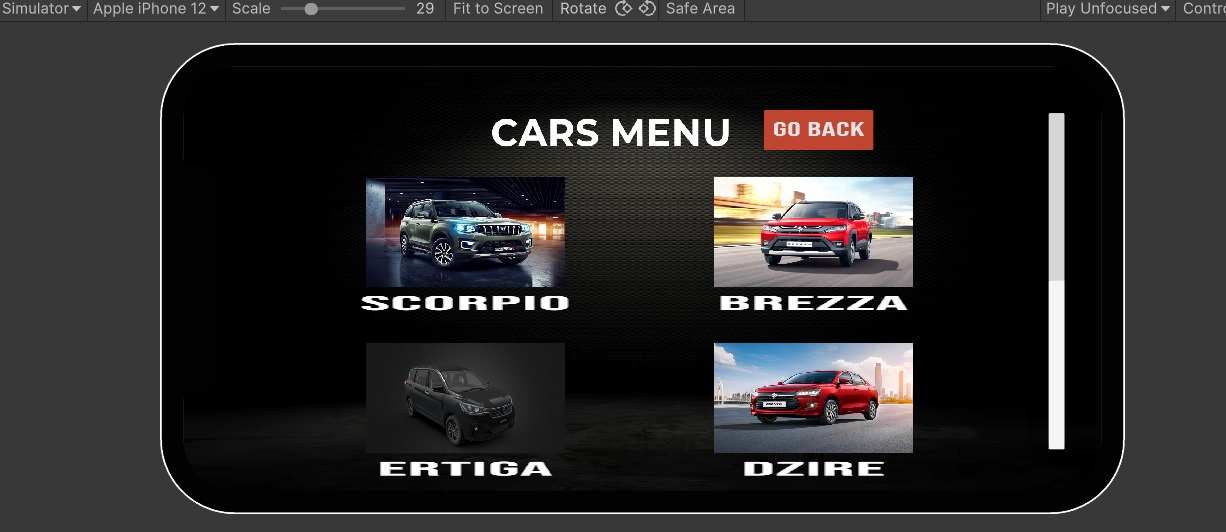 Simulator Apple iPhone 12 Scale 29 Fit to Screen Rotate Safe Area Play Unfocused Contro
CARS MENU GO BACK
SCORPIO BREZZA
ERTIGA DZIRE